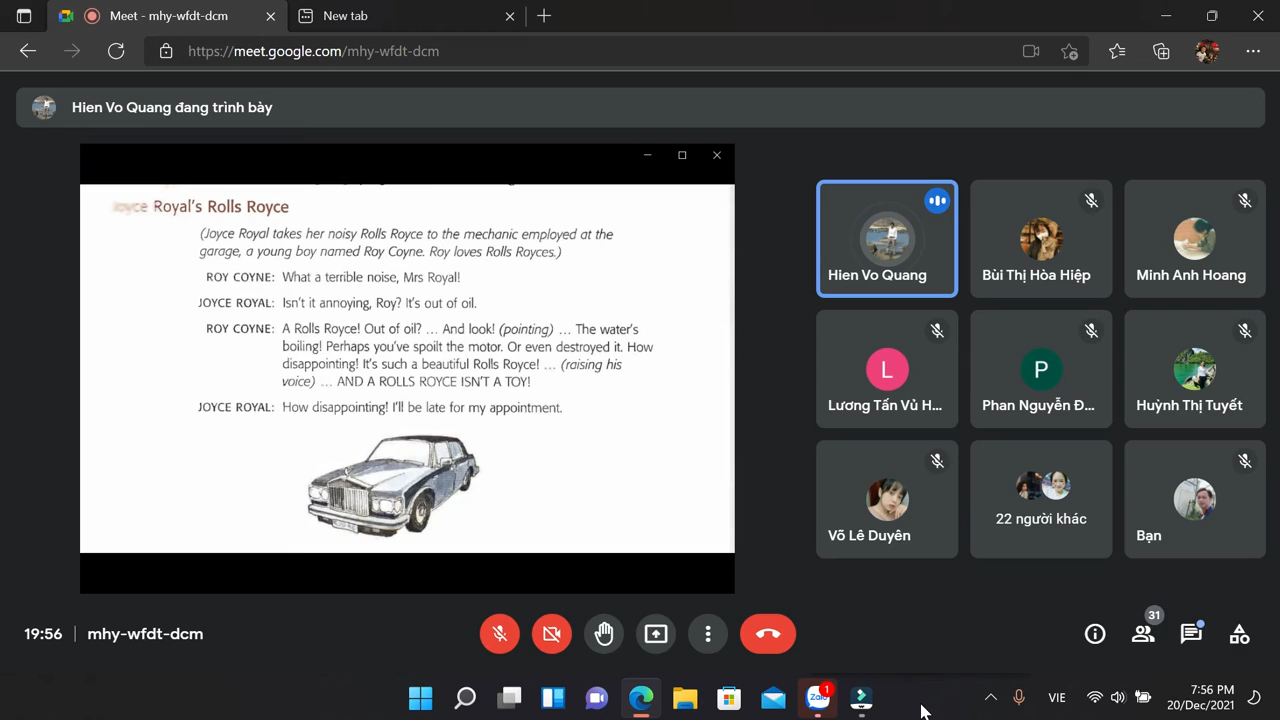 Meet - mhy-wfdt-dcm
New tab
https://meet.google.com/mhy-wfdt-dcm
Hien Vo Quang đang trình bày
Joyce Royal's Rolls Royce
(Joyce Royal takes her noisy Rolls Royce to the mechanic employed at the
garage, a young boy named Roy Coyne. Roy loves Rolls Royces.)
ROY COYNE: What a terrible noise, Mrs Royal!
JOYCE ROYAL: Isn't it annoying, Roy? It's out of oil.
ROY COYNE: A Rolls Royce! Out of oil? ... And look! (pointing) ... The water's
boiling! Perhaps you've spoilt the motor. Or even destroyed it. How
disappointing! It's such a beautiful Rolls Royce! ... (raising his
voice) ... AND A ROLLS ROYCE ISN'T A TOY!
JOYCE ROYAL: How disappointing! I'll be late for my appointment.
Hien Vo Quang
Bùi Thị Hòa Hiệp
Minh Anh Hoang
L
Lương Tấn Vủ H...
P
Phan Nguyễn Đ...
Huỳnh Thị Tuyết
Võ Lê Duyên
22 người khác
Bạn
19:56 | mhy-wfdt-dcm
31
Zalo
1
VIE
7:56 PM
20/Dec/2021